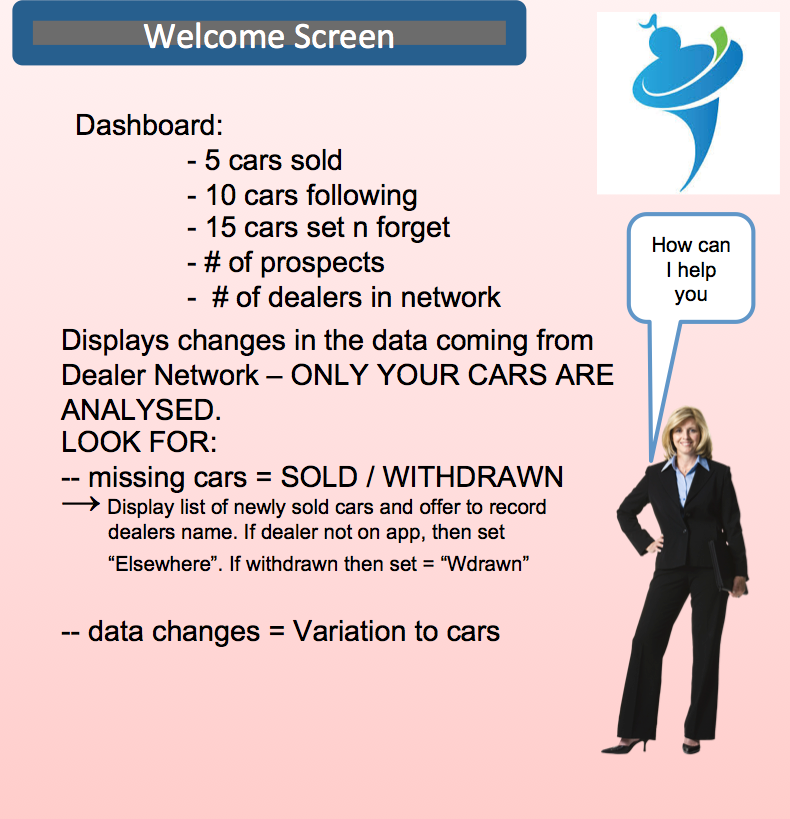 Welcome Screen
Dashboard:
- 5 cars sold
- 10 cars following
- 15 cars set n forget
- # of prospects
- # of dealers in network
How can
I help
you
Displays changes in the data coming from
Dealer Network – ONLY YOUR CARS ARE
ANALYSED.
LOOK FOR:
-- missing cars = SOLD / WITHDRAWN
→ Display list of newly sold cars and offer to record
dealers name. If dealer not on app, then set
“Elsewhere”. If withdrawn then set = “Wdrawn”
-- data changes = Variation to cars